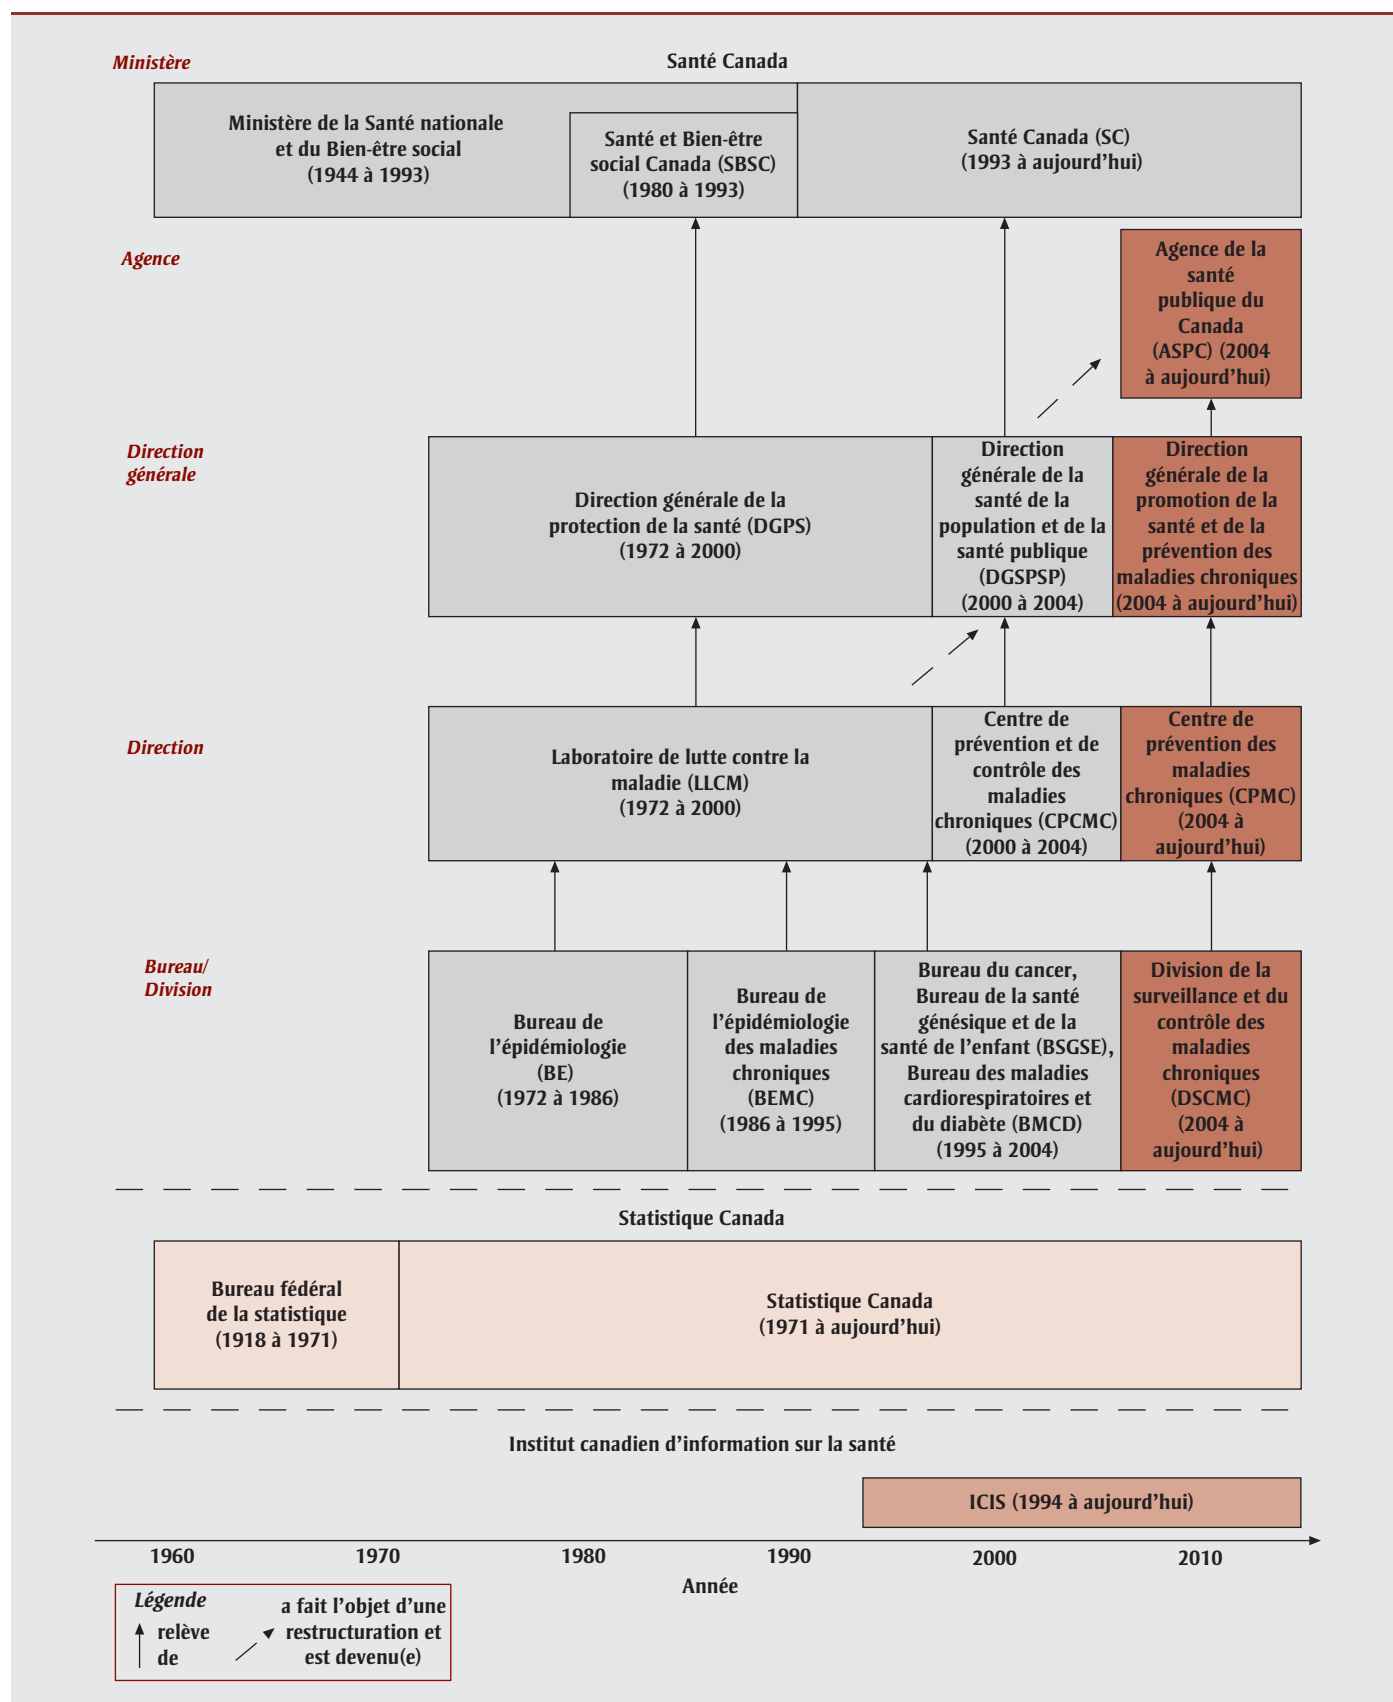 Ministère
Santé Canada
Ministère de la Santé nationale
et du Bien-être social
(1944 à 1993)
Santé et Bien-être
social Canada (SBSC)
(1980 à 1993)
Santé Canada (SC)
(1993 à aujourd’hui)
Agence
Agence de la
santé
publique du
Canada
(ASPC) (2004
à aujourd’hui)
Direction
générale
Direction générale de la
protection de la santé (DGPS)
(1972 à 2000)
Direction
générale de la
santé de la
population et de la
santé publique
(DGSPSP)
(2000 à 2004)
Direction
générale de la
promotion de la
santé et de la
prévention des
maladies chroniques
(2004 à aujourd’hui)
Direction
Laboratoire de lutte contre la
maladie (LLCM)
(1972 à 2000)
Centre de
prévention et de
contrôle des
maladies
chroniques (CPCMC)
(2000 à 2004)
Centre de
prévention des
maladies
chroniques (CPMC)
(2004 à
aujourd’hui)
Bureau/
Division
Bureau de
l’épidémiologie
(BE)
(1972 à 1986)
Bureau de
l’épidémiologie
des maladies
chroniques
(BEMC)
(1986 à 1995)
Bureau du cancer,
Bureau de la santé
génésique et de la
santé de l’enfant (BSGSE),
Bureau des maladies
cardiorespiratoires et
du diabète (BMCD)
(1995 à 2004)
Division de la
surveillance et du
contrôle des
maladies
chroniques
(DSCMC)
(2004 à
aujourd’hui)
Statistique Canada
Bureau fédéral
de la statistique
(1918 à 1971)
Statistique Canada
(1971 à aujourd’hui)
Institut canadien d’information sur la santé
ICIS (1994 à aujourd’hui)
1960 1970 1980 1990 2000 2010
Année
Légende
relève
de
a fait l’objet d’une
restructuration et
est devenu(e)